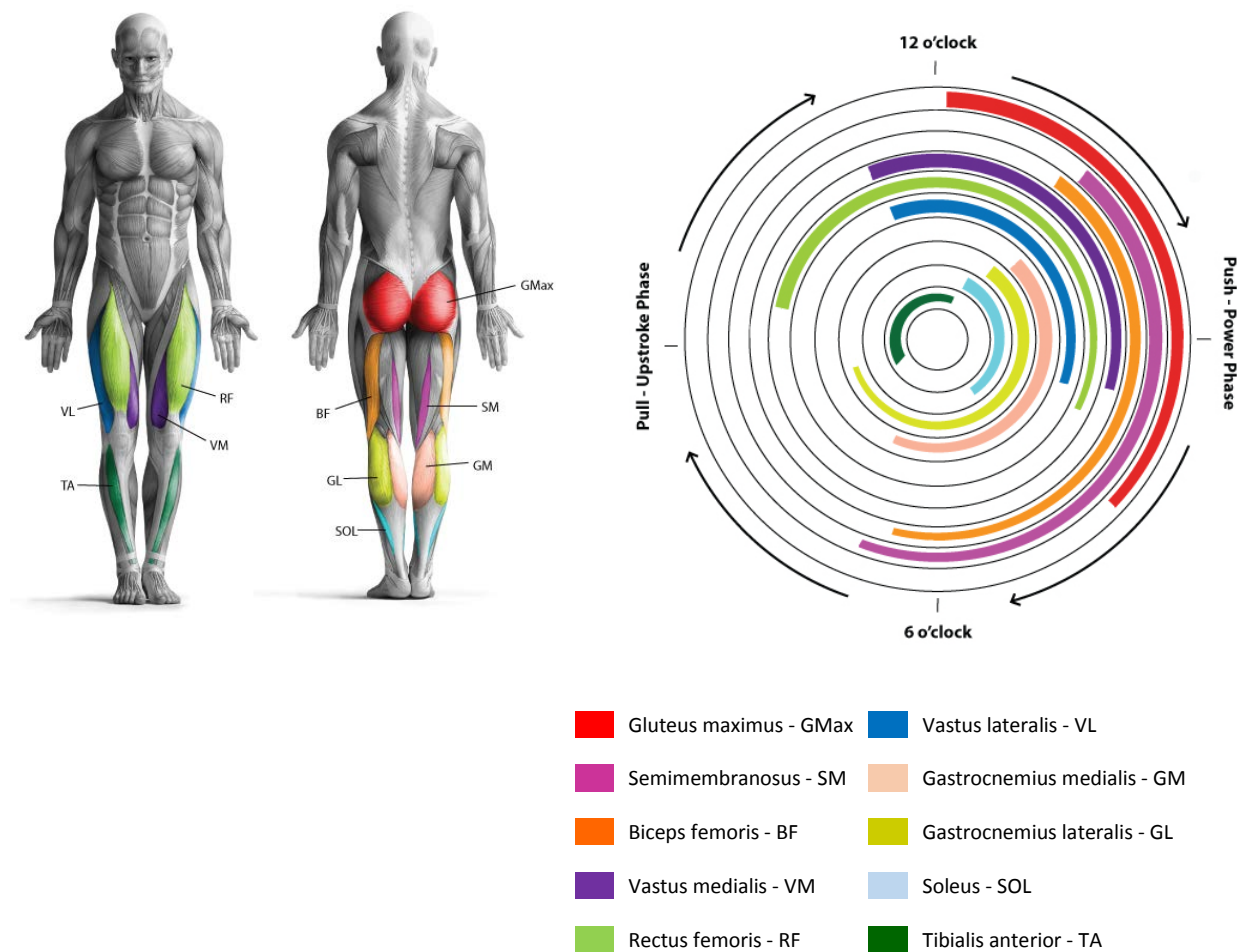 GMax
VL
RF
VM
TA
BF
SM
GL
GM
SOL
12 o'clock
Pull - Upstroke Phase
Push - Power Phase
6 o'clock
Gluteus maximus - GMax
Vastus lateralis - VL
Semimembranosus - SM
Gastrocnemius medialis - GM
Biceps femoris - BF
Gastrocnemius lateralis - GL
Vastus medialis - VM
Soleus - SOL
Rectus femoris - RF
Tibialis anterior - TA